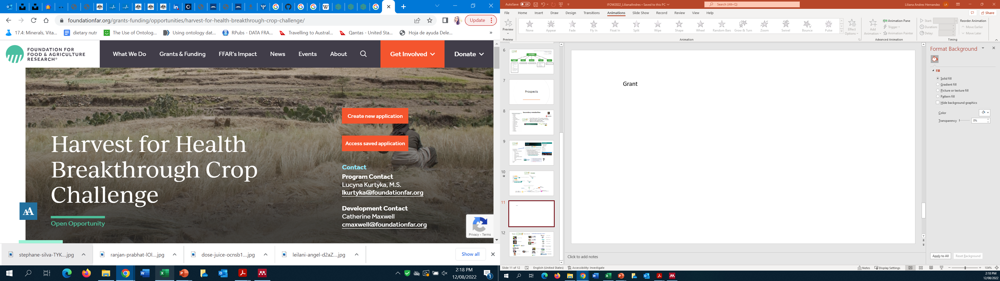 foundationfar.org/grants-funding/opportunities/harvest-for-health-breakthrough-crop-challenge/
Update
17.4: Minerals, Vita...
dietary nutr
The Use of Ontolog...
Using ontology dat...
RPubs - DATA FRA...
Travelling to Austral...
Qantas - United Sta...
Hoja de ayuda Dele...
»
FOUNDATION FOR
FOOD & AGRICULTURE
RESEARCH®
What We Do
Grants & Funding
FFAR's Impact
News
Events
About
Get Involved
Donate
Create new application
Access saved application
Harvest for Health
Breakthrough Crop
Challenge
Open Opportunity
Contact
Program Contact
Lucyna Kurtyka, M.S.
lkurtyka@foundationfar.org
Development Contact
Catherine Maxwell
cmaxwell@foundationfar.org
AA
Privacy • Terms
stephane-silva-TYK....jpg
ranjan-prabhat-lOl....jpg
dose-juice-ocnsb1....jpg
leilani-angel-d2aZ....jpg
Show all
2:18 PM
12/08/2022
1
AutoSave Off
IFOW2022_LilianaAndres • Saved to this PC
Search (Alt+Q)
Liliana Andres Hernandez LA
File Home Insert Draw Design Transitions Animations Slide Show Record Review View Help
Share
Preview
None Appear Fade Fly In Float In Split Wipe Shape Wheel Random Bars Grow & Turn Zoom Swivel Bounce Pulse
Effect
Options
Add
Animation
Animation Pane
Trigger
Animation Painter
Start:
Duration:
Delay:
Reorder Animation
Move Earlier
Move Later
Preview
Animation
Advanced Animation
Timing
6
7
Prospects
8
Secondary metabolites
9
?
10
11
12
Grant
Format Background
Fill
Solid fill
Gradient fill
Picture or texture fill
Pattern fill
Hide background graphics
Color
Transparency
0%
Apply to All
Reset Background
Click to add notes
Slide 11 of 12
English (United States)
Accessibility: Investigate
Notes
Display Settings
104%
2:18 PM
12/08/2022